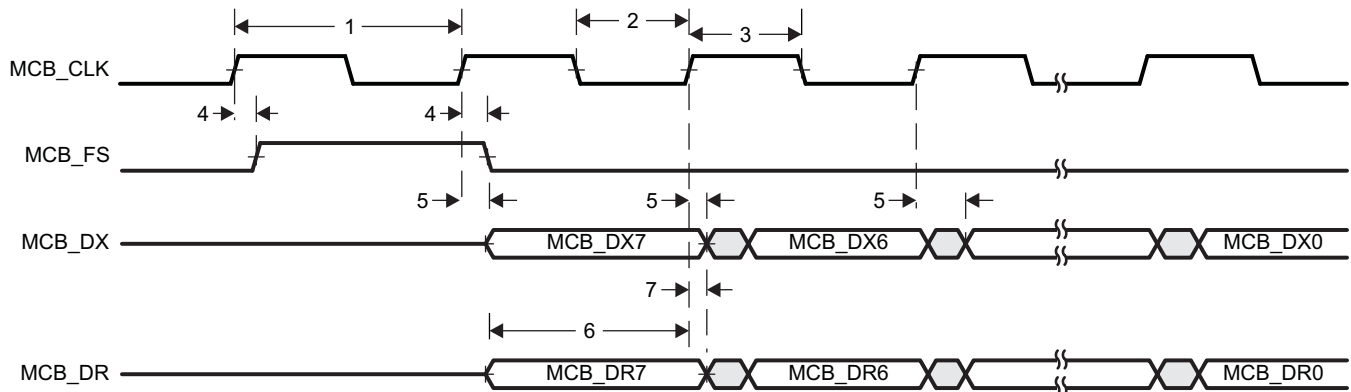 1
2
3
MCB_CLK
4
4
MCB_FS
5
5
5
MCB_DX
MCB_DX7
MCB_DX6
MCB_DX0
7
6
MCB_DR
MCB_DR7
MCB_DR6
MCB_DR0